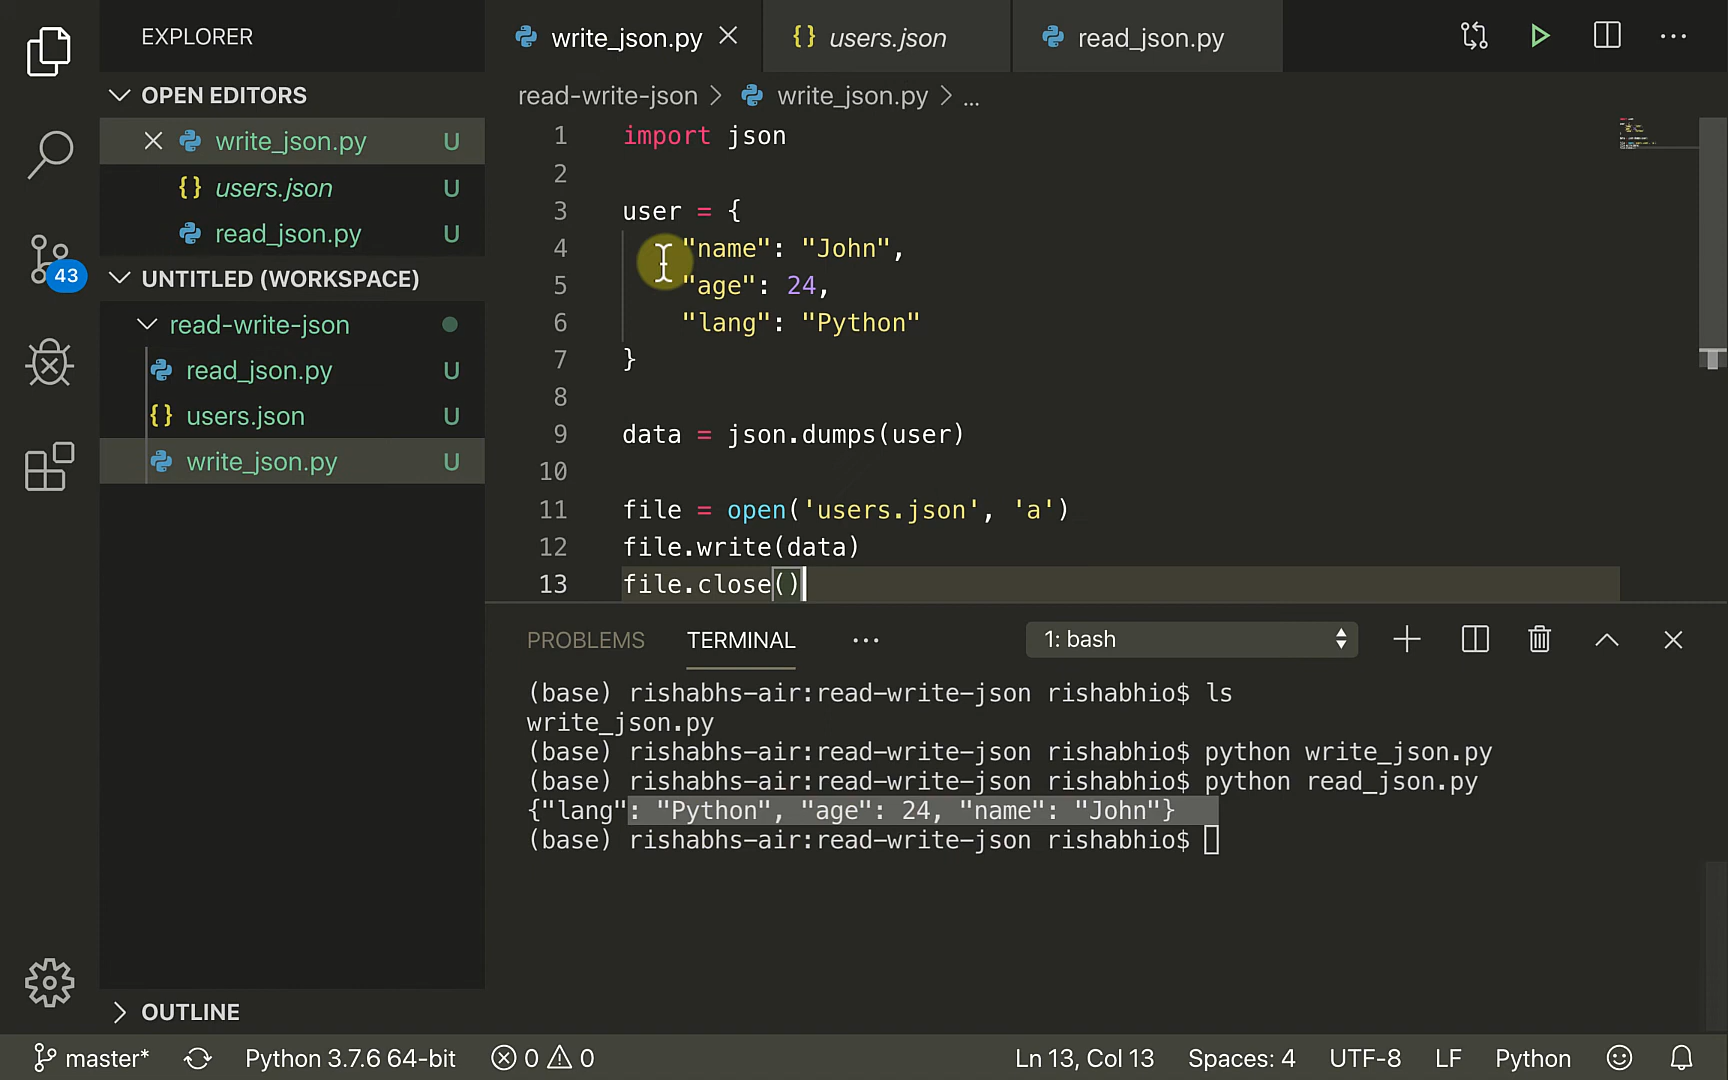 EXPLORER
OPEN EDITORS
write_json.py U
{} users.json U
read_json.py U
43
UNTITLED (WORKSPACE)
read-write-json
read_json.py U
{} users.json U
write_json.py U
OUTLINE
write_json.py
{} users.json
read_json.py
read-write-json > write_json.py > ...
1 import json
2
3 user = {
4 "name": "John",
5 "age": 24,
6 "lang": "Python"
7 }
8
9 data = json.dumps(user)
10
11 file = open('users.json', 'a')
12 file.write(data)
13 file.close()
PROBLEMS TERMINAL ... 1: bash
(base) rishabhs-air:read-write-json rishabhio$ ls
write_json.py
(base) rishabhs-air:read-write-json rishabhio$ python write_json.py
(base) rishabhs-air:read-write-json rishabhio$ python read_json.py
{"lang": "Python", "age": 24, "name": "John"}
(base) rishabhs-air:read-write-json rishabhio$
master* Python 3.7.6 64-bit 0 0 Ln 13, Col 13 Spaces: 4 UTF-8 LF Python